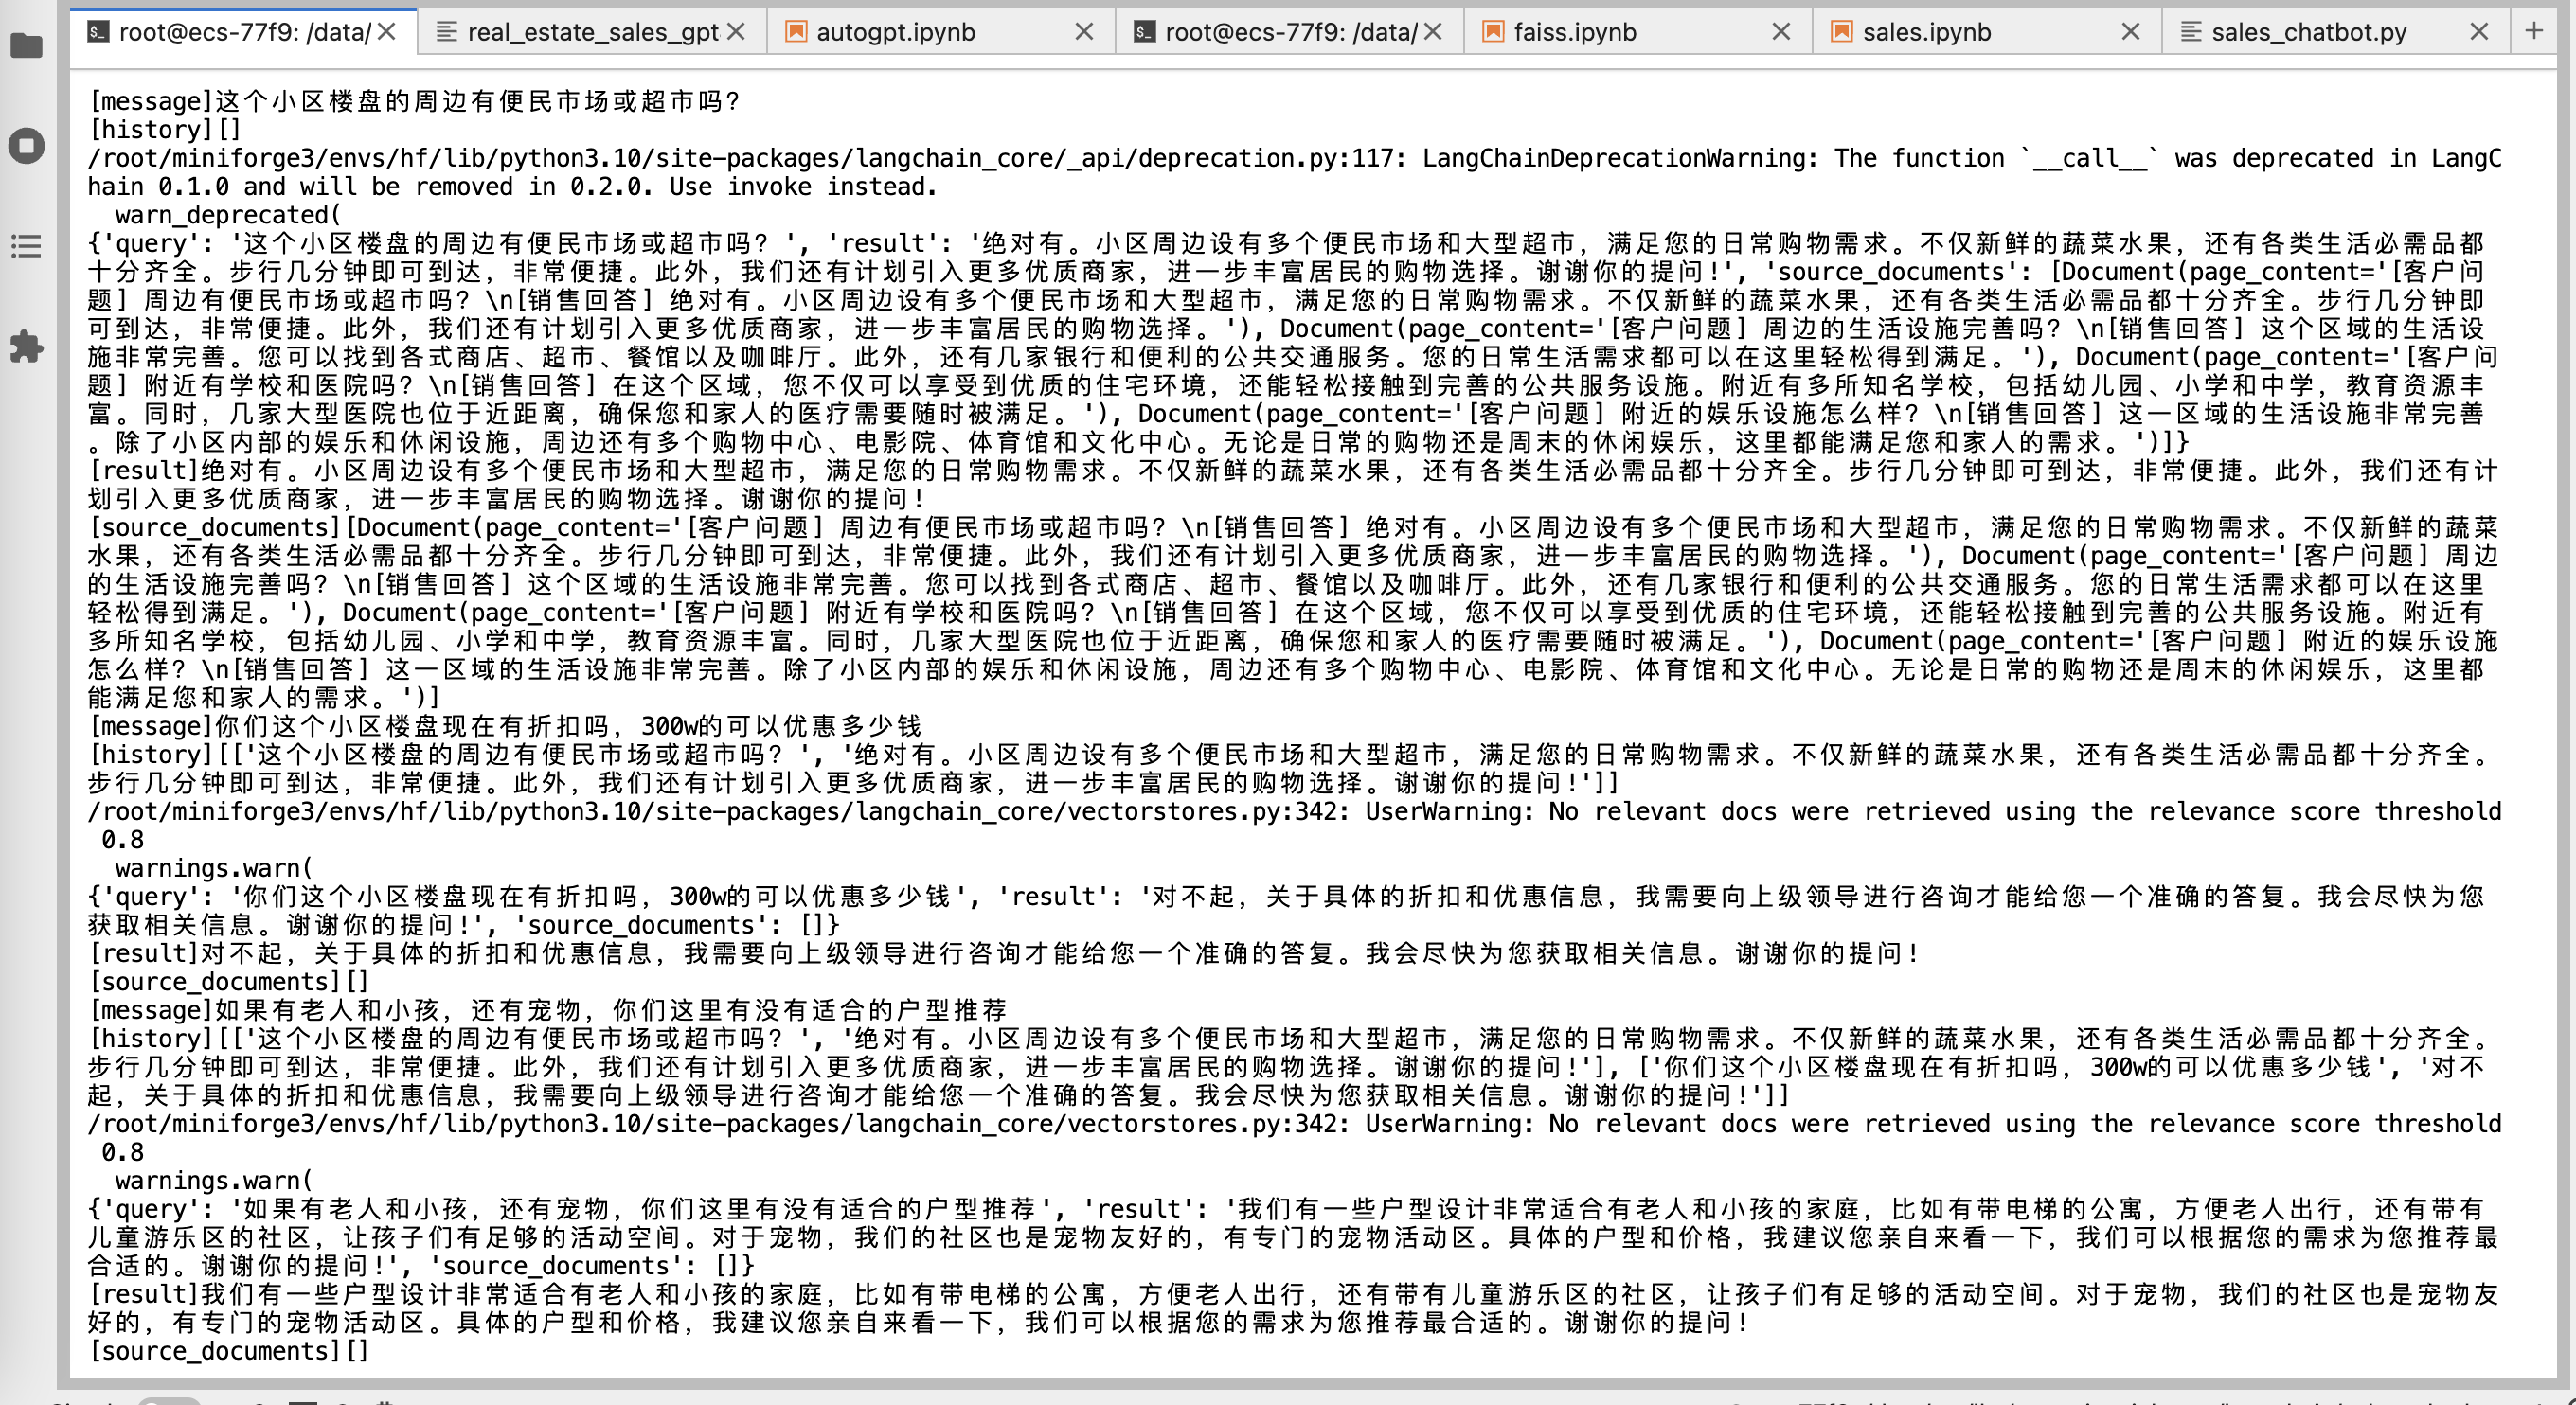 root@ecs-77f9: /data/
real_estate_sales_gpt
autogpt.ipynb
root@ecs-77f9: /data/
faiss.ipynb
sales.ipynb
sales_chatbot.py
[message]这个小区楼盘的周边有便民市场或超市吗？
[history][]
/root/miniforge3/envs/hf/lib/python3.10/site-packages/langchain_core/_api/deprecation.py:117: LangChainDeprecationWarning: The function `__call__` was deprecated in LangC
hain 0.1.0 and will be removed in 0.2.0. Use invoke instead.
  warn_deprecated(
{'query': '这个小区楼盘的周边有便民市场或超市吗？', 'result': '绝对有。小区周边设有多个便民市场和大型超市，满足您的日常购物需求。不仅新鲜的蔬菜水果，还有各类生活必需品都
十分齐全。步行几分钟即可到达，非常便捷。此外，我们还有计划引入更多优质商家，进一步丰富居民的购物选择。谢谢你的提问！', 'source_documents': [Document(page_content='[客户问
题] 周边有便民市场或超市吗？\n[销售回答] 绝对有。小区周边设有多个便民市场和大型超市，满足您的日常购物需求。不仅新鲜的蔬菜水果，还有各类生活必需品都十分齐全。步行几分钟即
可到达，非常便捷。此外，我们还有计划引入更多优质商家，进一步丰富居民的购物选择。'), Document(page_content='[客户问题] 周边的生活设施完善吗？\n[销售回答] 这个区域的生活设
施非常完善。您可以找到各式商店、超市、餐馆以及咖啡厅。此外，还有几家银行和便利的公共交通服务。您的日常生活需求都可以在这里轻松得到满足。'), Document(page_content='[客户问
题] 附近有学校和医院吗？\n[销售回答] 在这个区域，您不仅可以享受到优质的住宅环境，还能轻松接触到完善的公共服务设施。附近有多所知名学校，包括幼儿园、小学和中学，教育资源丰
富。同时，几家大型医院也位于近距离，确保您和家人的医疗需要随时被满足。'), Document(page_content='[客户问题] 附近的娱乐设施怎么样？\n[销售回答] 这一区域的生活设施非常完善
。除了小区内部的娱乐和休闲设施，周边还有多个购物中心、电影院、体育馆和文化中心。无论是日常的购物还是周末的休闲娱乐，这里都能满足您和家人的需求。')]}
[result]绝对有。小区周边设有多个便民市场和大型超市，满足您的日常购物需求。不仅新鲜的蔬菜水果，还有各类生活必需品都十分齐全。步行几分钟即可到达，非常便捷。此外，我们还有计
划引入更多优质商家，进一步丰富居民的购物选择。谢谢你的提问！
[source_documents][Document(page_content='[客户问题] 周边有便民市场或超市吗？\n[销售回答] 绝对有。小区周边设有多个便民市场和大型超市，满足您的日常购物需求。不仅新鲜的蔬菜
水果，还有各类生活必需品都十分齐全。步行几分钟即可到达，非常便捷。此外，我们还有计划引入更多优质商家，进一步丰富居民的购物选择。'), Document(page_content='[客户问题] 周边
的生活设施完善吗？\n[销售回答] 这个区域的生活设施非常完善。您可以找到各式商店、超市、餐馆以及咖啡厅。此外，还有几家银行和便利的公共交通服务。您的日常生活需求都可以在这里
轻松得到满足。'), Document(page_content='[客户问题] 附近有学校和医院吗？\n[销售回答] 在这个区域，您不仅可以享受到优质的住宅环境，还能轻松接触到完善的公共服务设施。附近有
多所知名学校，包括幼儿园、小学和中学，教育资源丰富。同时，几家大型医院也位于近距离，确保您和家人的医疗需要随时被满足。'), Document(page_content='[客户问题] 附近的娱乐设施
怎么样？\n[销售回答] 这一区域的生活设施非常完善。除了小区内部的娱乐和休闲设施，周边还有多个购物中心、电影院、体育馆和文化中心。无论是日常的购物还是周末的休闲娱乐，这里都
能满足您和家人的需求。')]
[message]你们这个小区楼盘现在有折扣吗，300w的可以优惠多少钱
[history][['这个小区楼盘的周边有便民市场或超市吗？', '绝对有。小区周边设有多个便民市场和大型超市，满足您的日常购物需求。不仅新鲜的蔬菜水果，还有各类生活必需品都十分齐全。
步行几分钟即可到达，非常便捷。此外，我们还有计划引入更多优质商家，进一步丰富居民的购物选择。谢谢你的提问！']]
/root/miniforge3/envs/hf/lib/python3.10/site-packages/langchain_core/vectorstores.py:342: UserWarning: No relevant docs were retrieved using the relevance score threshold
 0.8
  warnings.warn(
{'query': '你们这个小区楼盘现在有折扣吗，300w的可以优惠多少钱', 'result': '对不起，关于具体的折扣和优惠信息，我需要向上级领导进行咨询才能给您一个准确的答复。我会尽快为您
获取相关信息。谢谢你的提问！', 'source_documents': []}
[result]对不起，关于具体的折扣和优惠信息，我需要向上级领导进行咨询才能给您一个准确的答复。我会尽快为您获取相关信息。谢谢你的提问！
[source_documents][]
[message]如果有老人和小孩，还有宠物，你们这里有没有适合的户型推荐
[history][['这个小区楼盘的周边有便民市场或超市吗？', '绝对有。小区周边设有多个便民市场和大型超市，满足您的日常购物需求。不仅新鲜的蔬菜水果，还有各类生活必需品都十分齐全。
步行几分钟即可到达，非常便捷。此外，我们还有计划引入更多优质商家，进一步丰富居民的购物选择。谢谢你的提问！'], ['你们这个小区楼盘现在有折扣吗，300w的可以优惠多少钱', '对不
起，关于具体的折扣和优惠信息，我需要向上级领导进行咨询才能给您一个准确的答复。我会尽快为您获取相关信息。谢谢你的提问！']]
/root/miniforge3/envs/hf/lib/python3.10/site-packages/langchain_core/vectorstores.py:342: UserWarning: No relevant docs were retrieved using the relevance score threshold
 0.8
  warnings.warn(
{'query': '如果有老人和小孩，还有宠物，你们这里有没有适合的户型推荐', 'result': '我们有一些户型设计非常适合有老人和小孩的家庭，比如有带电梯的公寓，方便老人出行，还有带有
儿童游乐区的社区，让孩子们有足够的活动空间。对于宠物，我们的社区也是宠物友好的，有专门的宠物活动区。具体的户型和价格，我建议您亲自来看一下，我们可以根据您的需求为您推荐最
合适的。谢谢你的提问！', 'source_documents': []}
[result]我们有一些户型设计非常适合有老人和小孩的家庭，比如有带电梯的公寓，方便老人出行，还有带有儿童游乐区的社区，让孩子们有足够的活动空间。对于宠物，我们的社区也是宠物友
好的，有专门的宠物活动区。具体的户型和价格，我建议您亲自来看一下，我们可以根据您的需求为您推荐最合适的。谢谢你的提问！
[source_documents][]